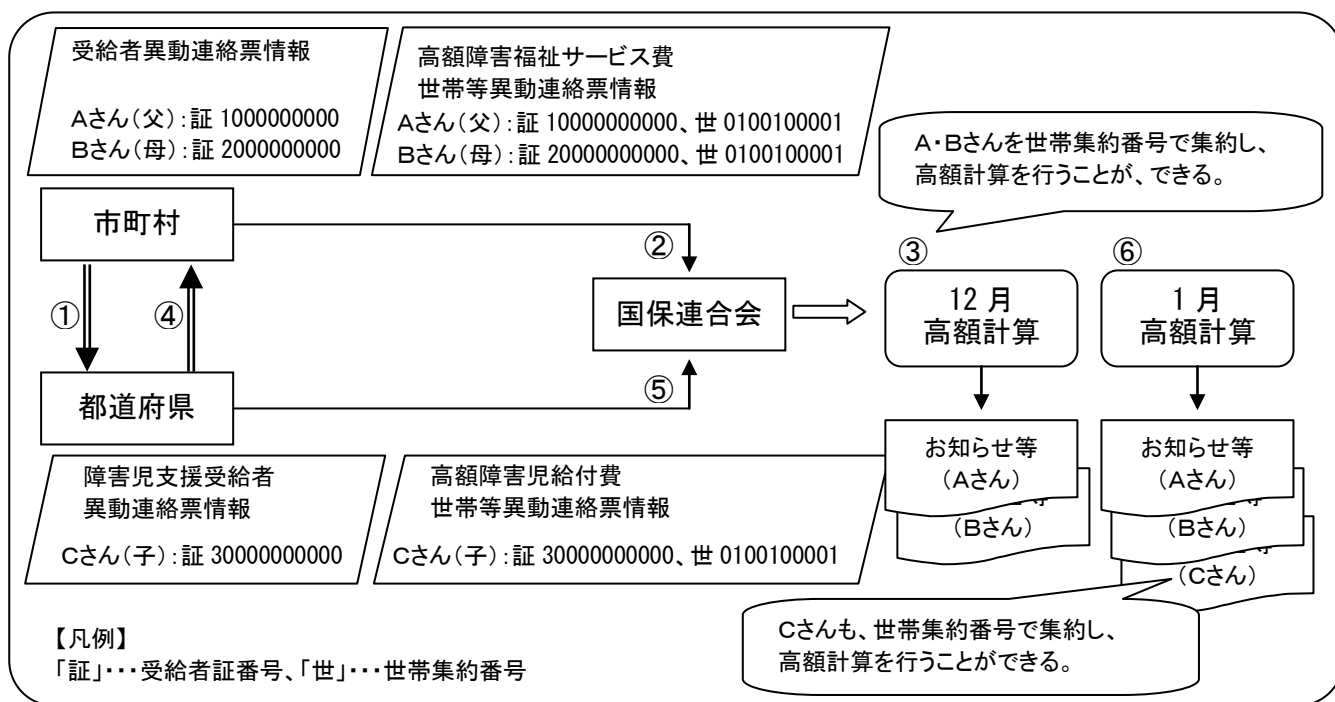 受給者異動連絡票情報
Aさん（父）：証 1000000000
Bさん（母）：証 2000000000
高額障害福祉サービス費
世帯等異動連絡票情報
Aさん（父）：証 10000000000、世 0100100001
Bさん（母）：証 20000000000、世 0100100001
A・Bさんを世帯集約番号で集約し、
高額計算を行うことが、できる。
市町村
①
④
②
国保連合会
③
12 月
高額計算
⑥
1 月
高額計算
都道府県
⑤
お知らせ等
（Aさん）
（Bさん）
お知らせ等
（Aさん）
等
（Bさん）
等
（Cさん）
障害児支援受給者
異動連絡票情報
Cさん（子）：証 30000000000
高額障害児給付費
世帯等異動連絡票情報
Cさん（子）：証 30000000000、世 0100100001
Cさんも、世帯集約番号で集約し、
高額計算を行うことができる。
【凡例】
「証」･･･受給者証番号、「世」･･･世帯集約番号